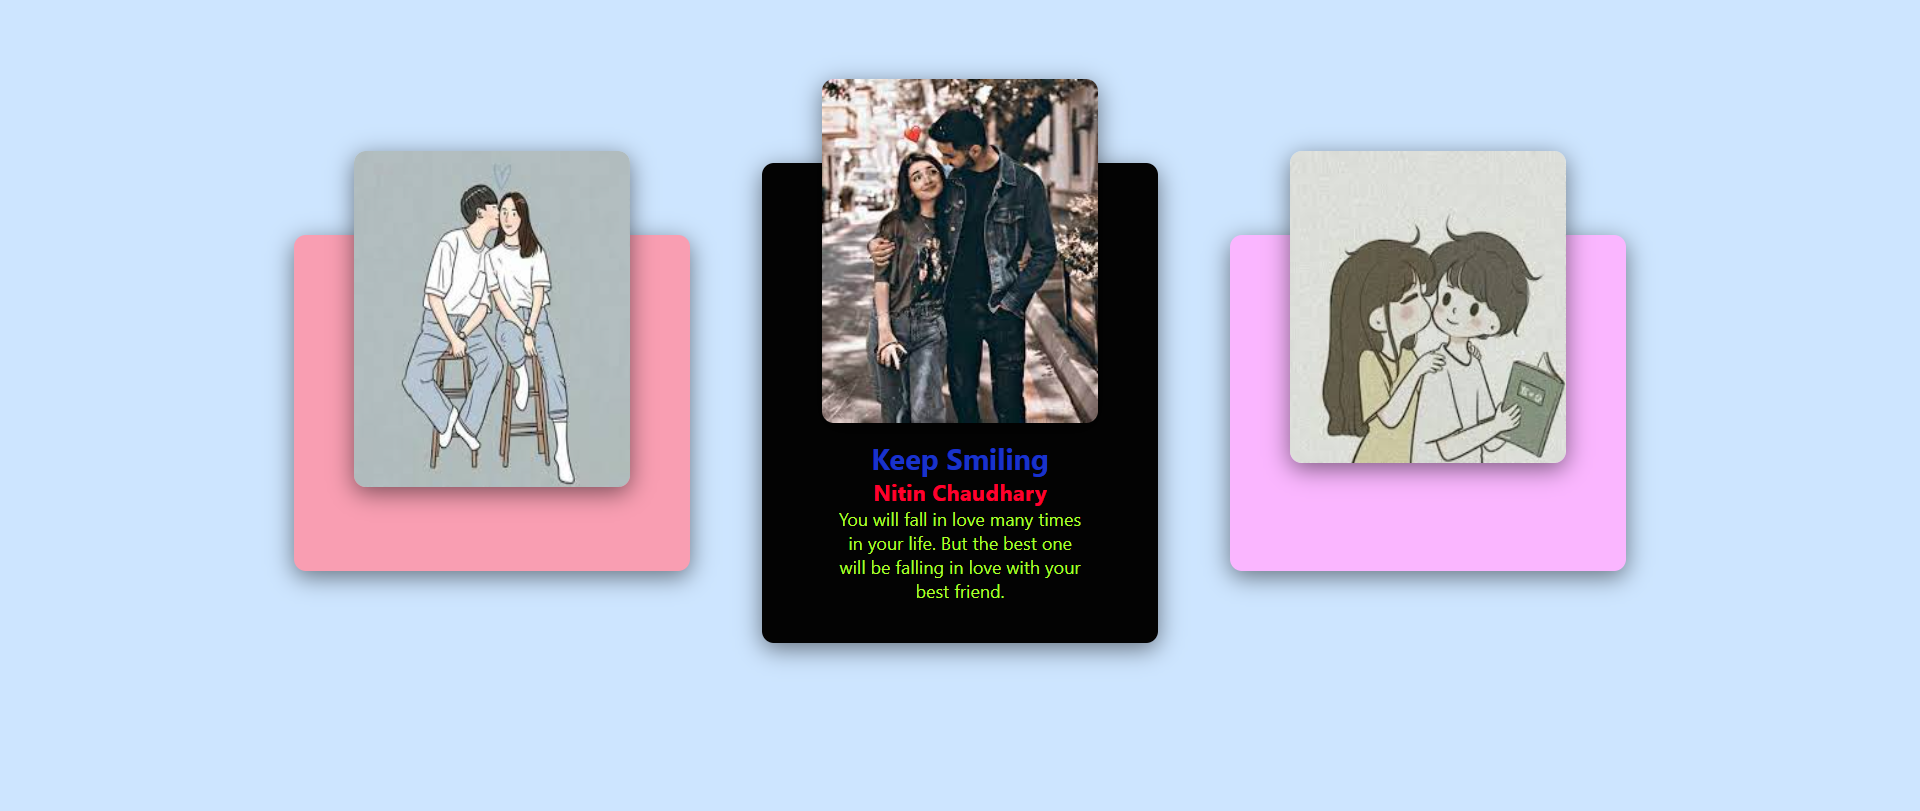 Keep Smiling
Nitin Chaudhary
You will fall in love many times
in your life. But the best one
will be falling in love with your
best friend.